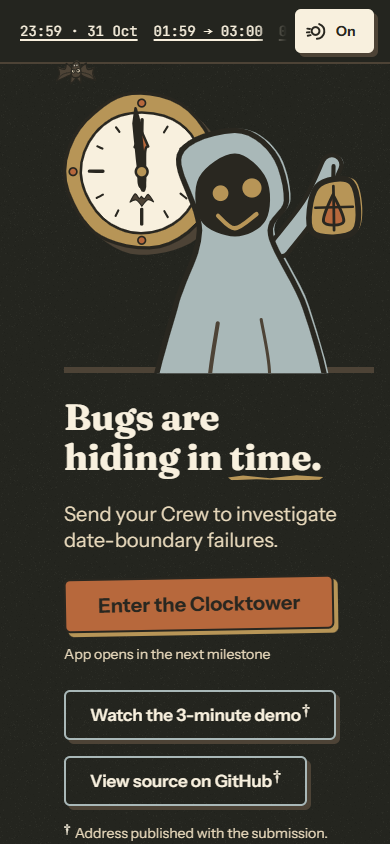 23:59 · 31 Oct 01:59 → 03:00
On
Bugs are
hiding in time.
Send your Crew to investigate
date-boundary failures.
Enter the Clocktower
App opens in the next milestone
Watch the 3-minute demo†
View source on GitHub†
† Address published with the submission.